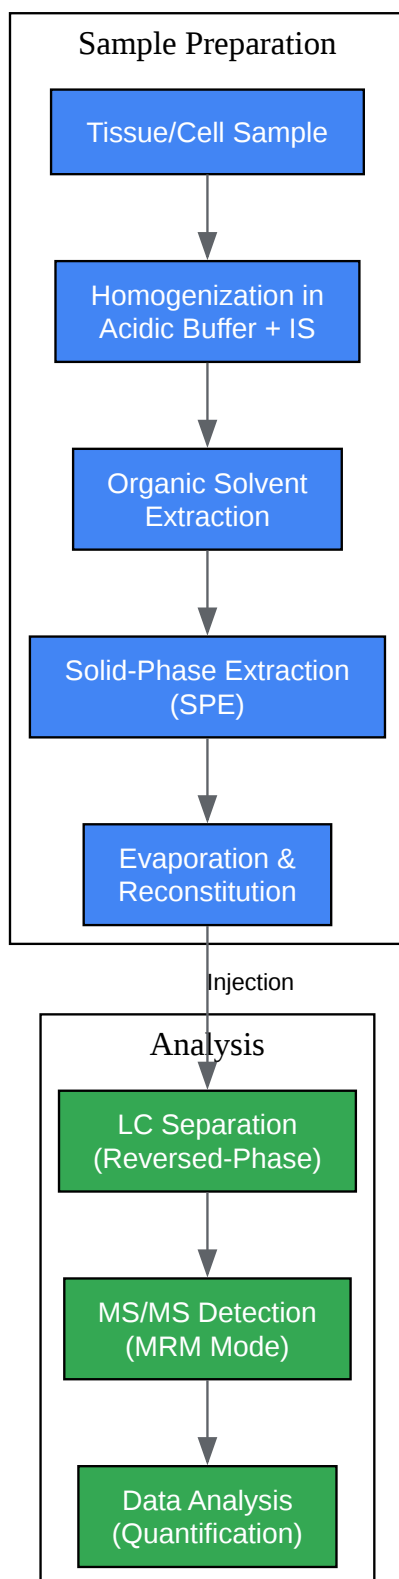 Sample Preparation
Tissue/Cell Sample
Homogenization in
Acidic Buffer + IS
Organic Solvent
Extraction
Solid-Phase Extraction
(SPE)
Evaporation &
Reconstitution
Injection
Analysis
LC Separation
(Reversed-Phase)
MS/MS Detection
(MRM Mode)
Data Analysis
(Quantification)